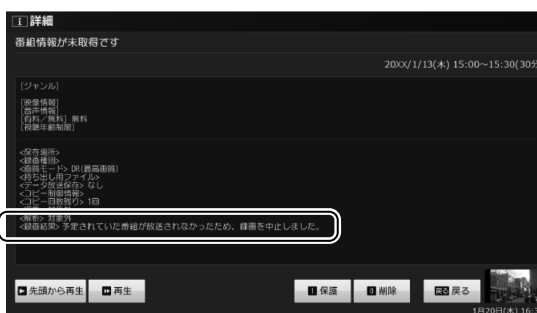 i 詳細
番組情報が未取得です
20XX/1/13(木) 15:00～15:30(30分
[ジャンル]
[映像情報]
[音声情報]
[有料／無料] 無料
[視聴年齢制限]
<保存場所>
<録画種別>
<画質モード> DR(最高画質)
<持ち出し用ファイル>
<データ放送保存> なし
<コピー制御情報>
<コピー回数残り> 1回
<解析> 対象外
<録画結果> 予定されていた番組が放送されなかったため、録画を中止しました。
先頭から再生 再生 1 保護 0 削除 戻る 戻る
1月20日(木) 16:3